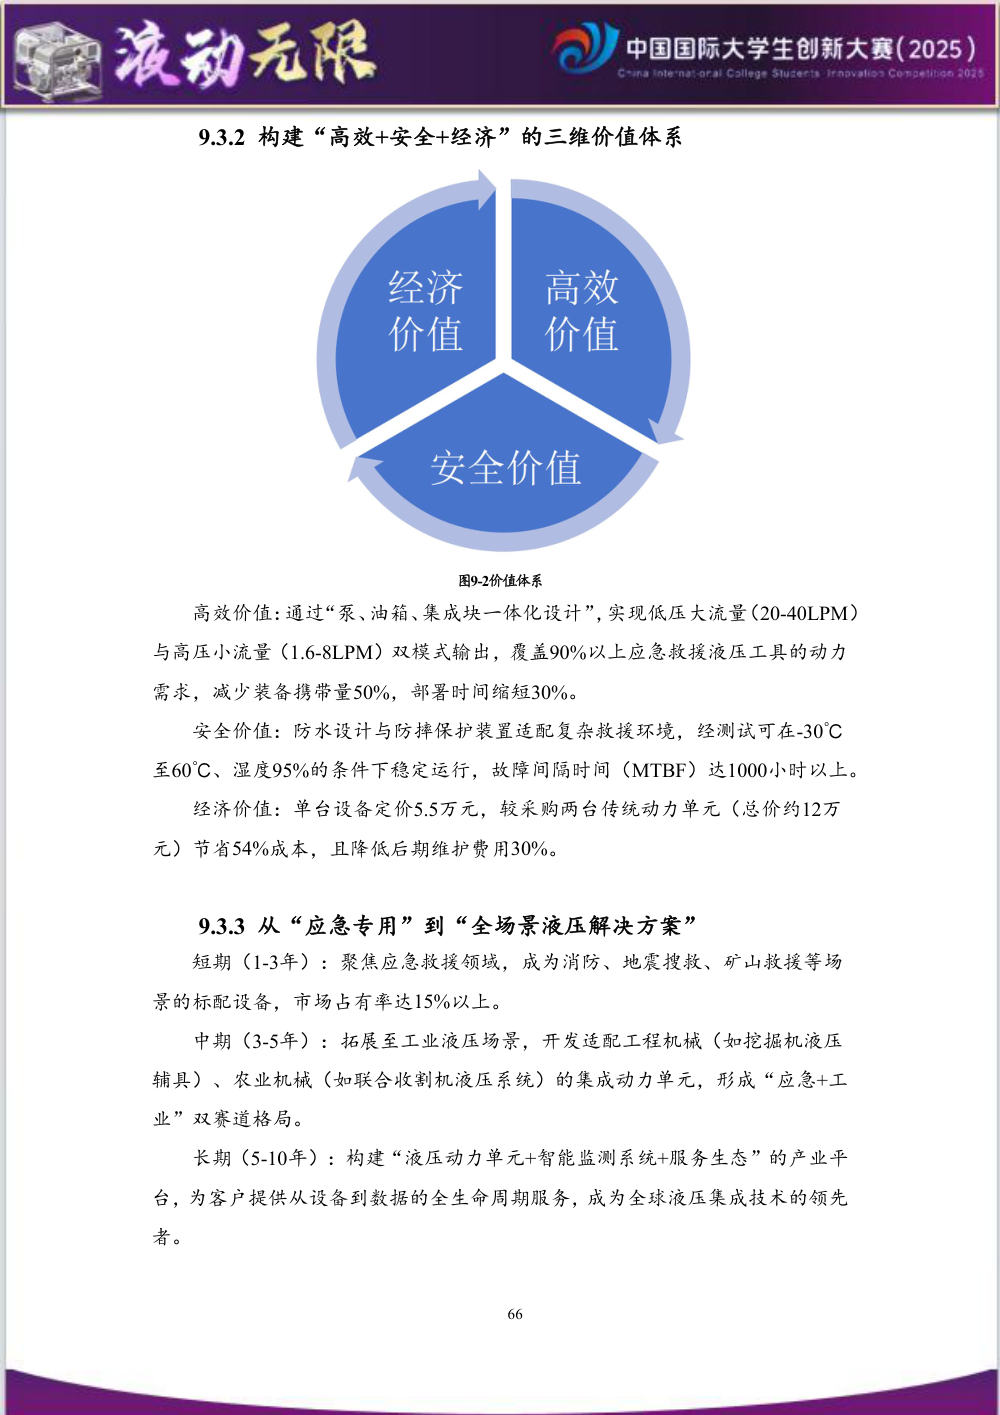 液动无限
中国国际大学生创新大赛(2025)
China International College Students Innovation Competition 2025
9.3.2 构建“高效+安全+经济”的三维价值体系
经济
价值
高效
价值
安全价值
图9-2价值体系
高效价值：通过“泵、油箱、集成块一体化设计”，实现低压大流量（20-40LPM）
与高压小流量（1.6-8LPM）双模式输出，覆盖90%以上应急救援液压工具的动力
需求，减少装备携带量50%，部署时间缩短30%。
安全价值：防水设计与防摔保护装置适配复杂救援环境，经测试可在-30℃
至60℃、湿度95%的条件下稳定运行，故障间隔时间（MTBF）达1000小时以上。
经济价值：单台设备定价5.5万元，较采购两台传统动力单元（总价约12万
元）节省54%成本，且降低后期维护费用30%。
9.3.3 从“应急专用”到“全场景液压解决方案”
短期（1-3年）：聚焦应急救援领域，成为消防、地震搜救、矿山救援等场
景的标配设备，市场占有率达15%以上。
中期（3-5年）：拓展至工业液压场景，开发适配工程机械（如挖掘机液压
辅具）、农业机械（如联合收割机液压系统）的集成动力单元，形成“应急+工
业”双赛道格局。
长期（5-10年）：构建“液压动力单元+智能监测系统+服务生态”的产业平
台，为客户提供从设备到数据的全生命周期服务，成为全球液压集成技术的领先
者。
66